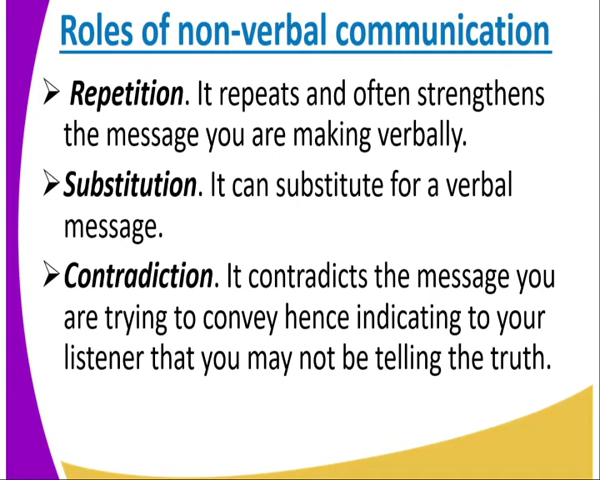 Roles of non-verbal communication
➢ Repetition. It repeats and often strengthens
the message you are making verbally.
➢Substitution. It can substitute for a verbal
message.
➢Contradiction. It contradicts the message you
are trying to convey hence indicating to your
listener that you may not be telling the truth.